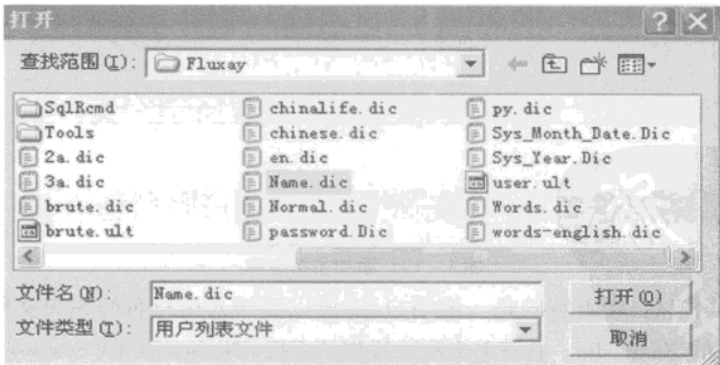 打开
查找范围(I): Fluxay
SqlRcmd
Tools
2a.dic
3a.dic
brute.dic
brute.ult
chinalife.dic
chinese.dic
en.dic
Name.dic
Normal.dic
password.Dic
py.dic
Sys_Month_Date.Dic
Sys_Year.Dic
user.ult
Words.dic
words-english.dic
文件名(N): Name.dic
打开(O)
文件类型(T): 用户列表文件
取消